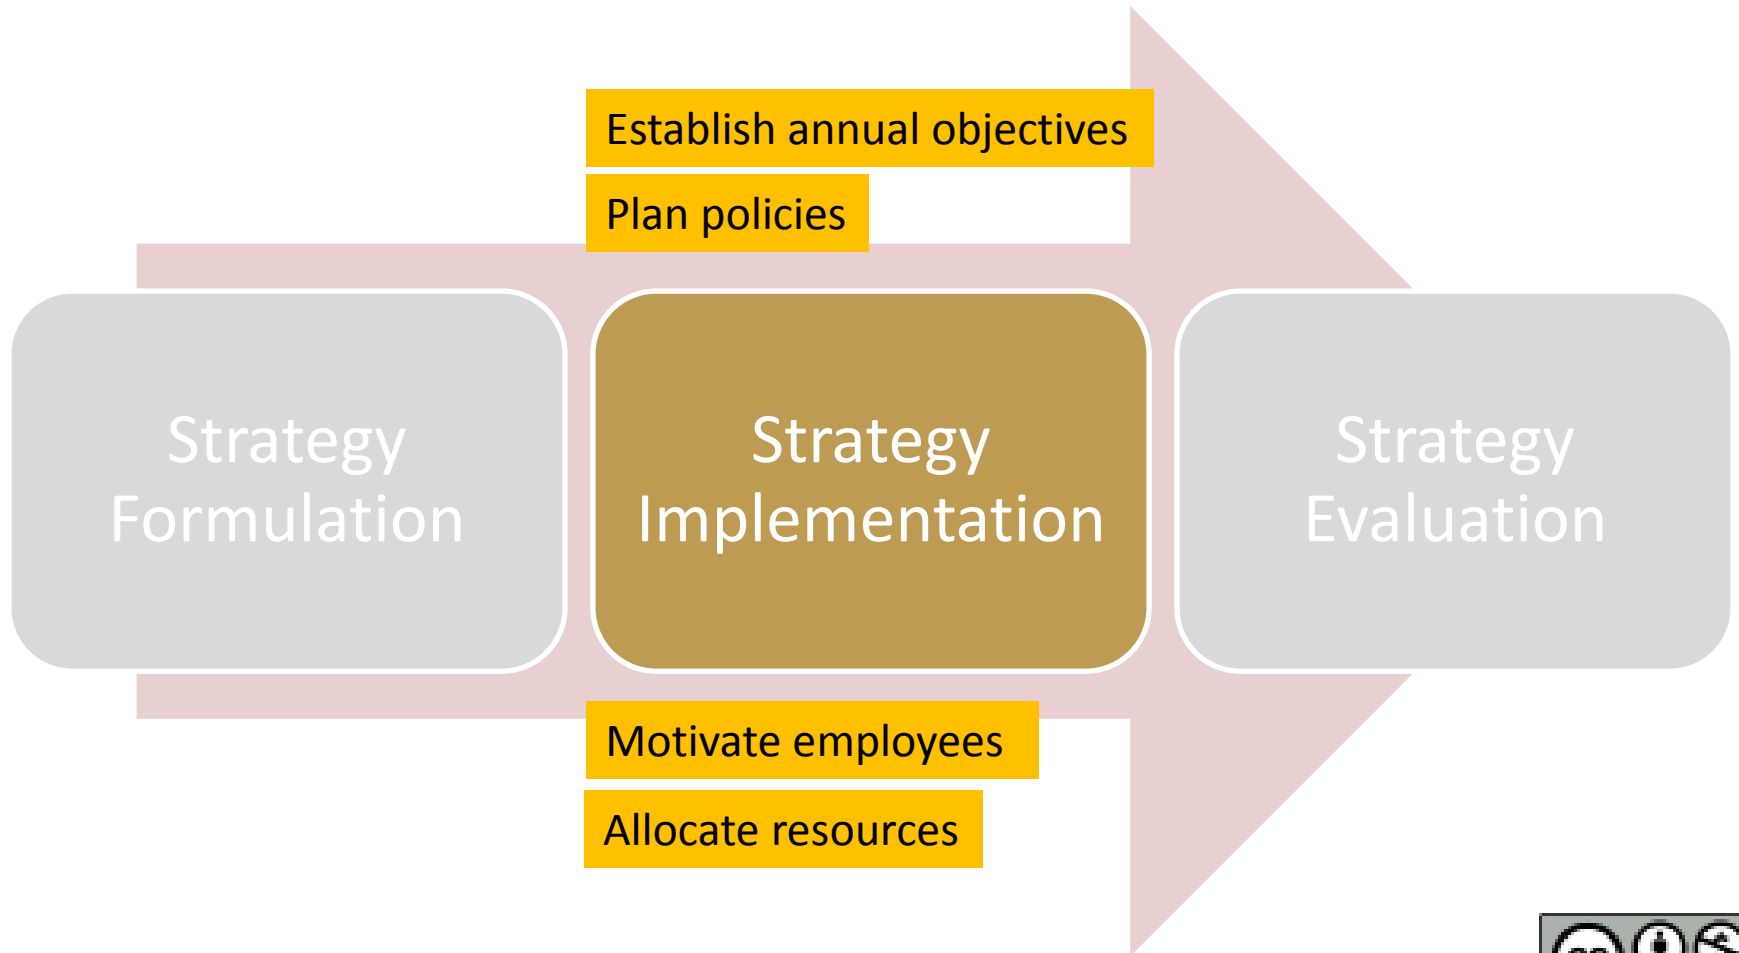 Establish annual objectives
Plan policies
Strategy
Formulation
Strategy
Implementation
Strategy
Evaluation
Motivate employees
Allocate resources